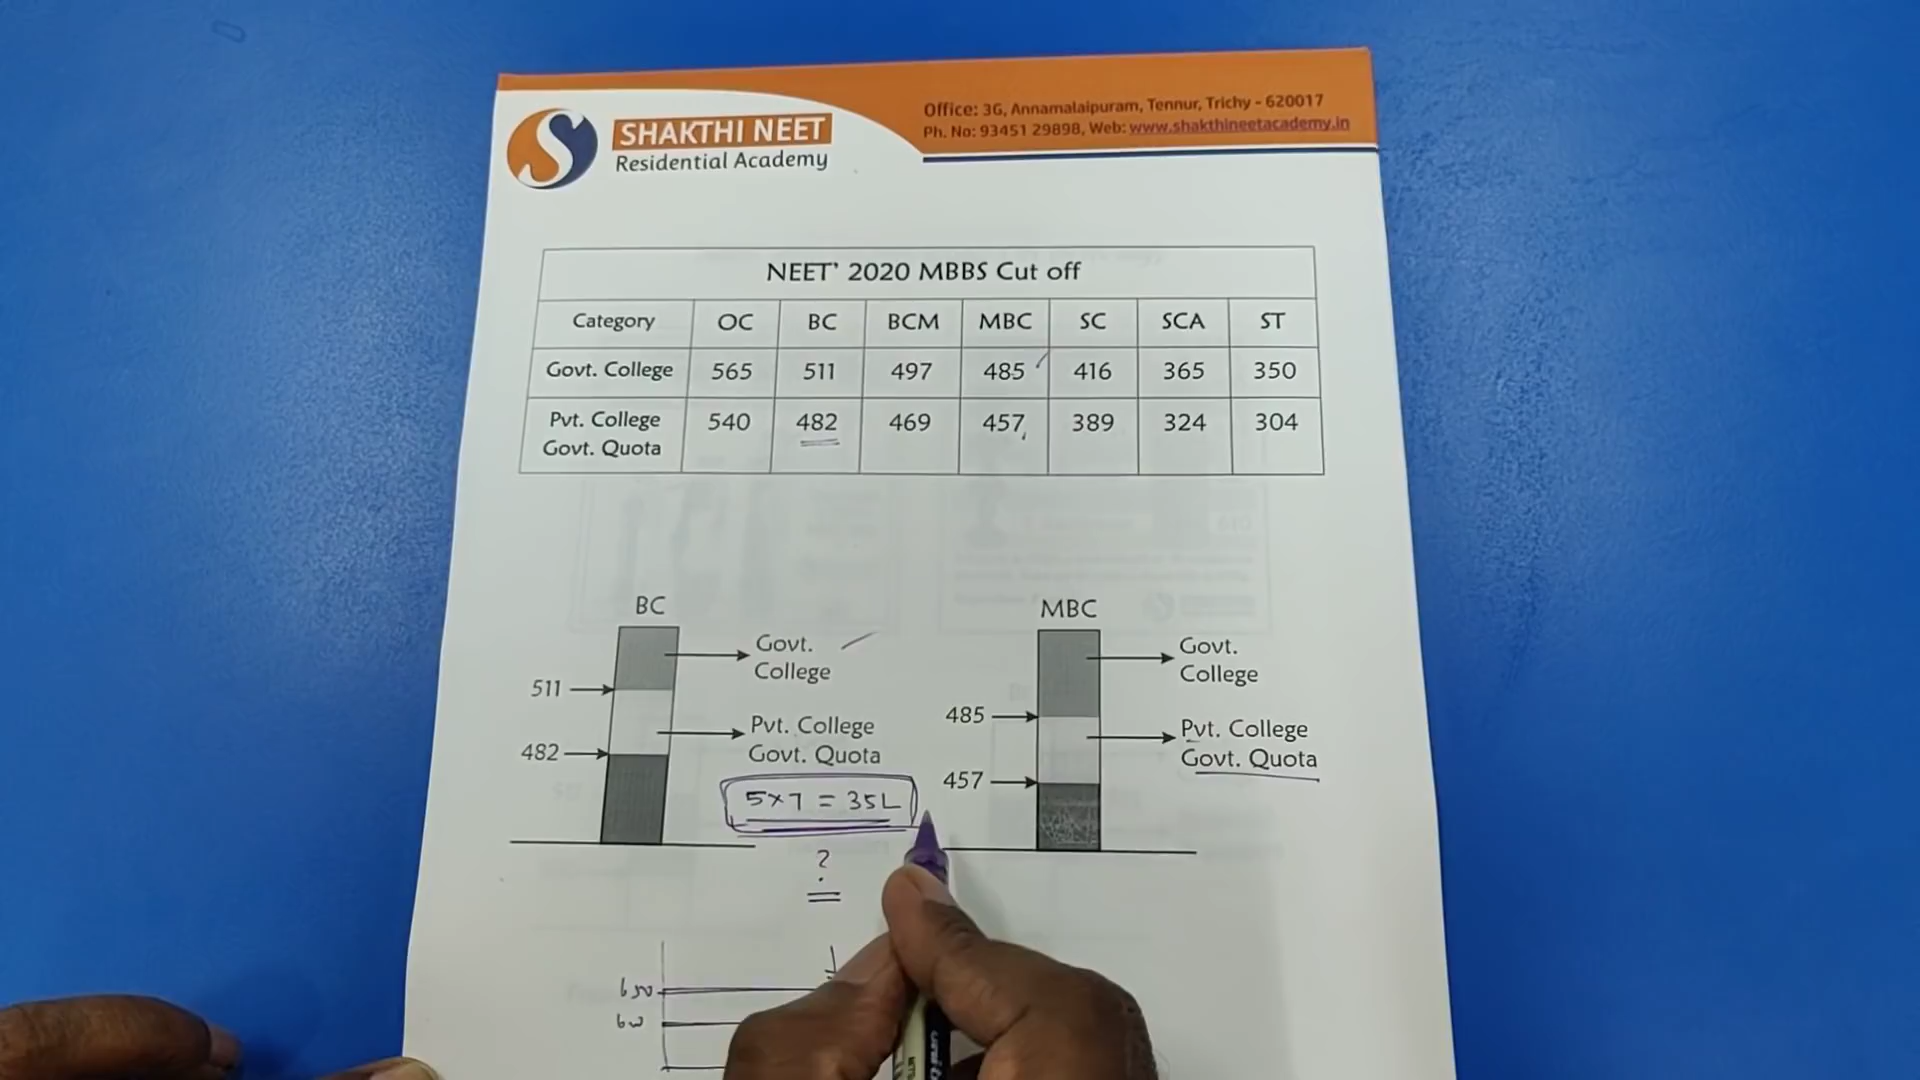 SHAKTHI NEET
Residential Academy
Office: 3G, Annamalaipuram, Tennur, Trichy - 620017
Ph. No: 93451 29898, Web: www.shakthineetacademy.in
NEET' 2020 MBBS Cut off
Category OC BC BCM MBC SC SCA ST
Govt. College 565 511 497 485 416 365 350
Pvt. College Govt. Quota 540 482 469 457 389 324 304
BC
Govt.
College
511
Pvt. College
Govt. Quota
482
5x7 = 35L
?
MBC
Govt.
College
485
Pvt. College
Govt. Quota
457
650